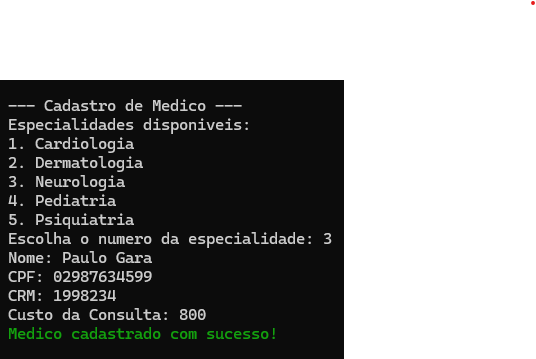 --- Cadastro de Medico ---
Especialidades disponiveis:
1. Cardiologia
2. Dermatologia
3. Neurologia
4. Pediatria
5. Psiquiatria
Escolha o numero da especialidade: 3
Nome: Paulo Gara
CPF: 02987634599
CRM: 1998234
Custo da Consulta: 800
Medico cadastrado com sucesso!